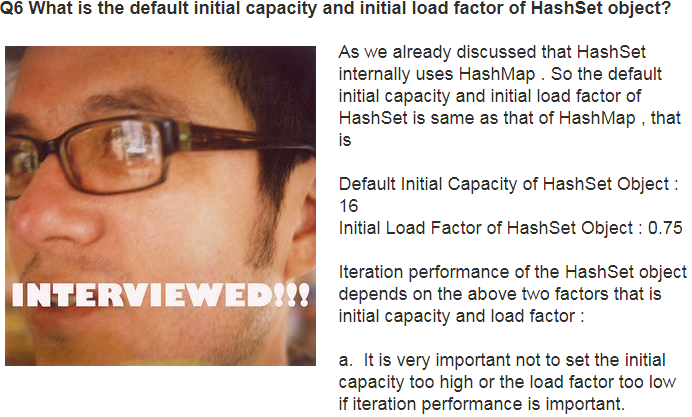 Q6 What is the default initial capacity and initial load factor of HashSet object?
As we already discussed that HashSet
internally uses HashMap . So the default
initial capacity and initial load factor of
HashSet is same as that of HashMap , that
is
Default Initial Capacity of HashSet Object :
16
Initial Load Factor of HashSet Object : 0.75
INTERVIEWED!!!
Iteration performance of the HashSet object
depends on the above two factors that is
initial capacity and load factor :
a.  It is very important not to set the initial
capacity too high or the load factor too low
if iteration performance is important.